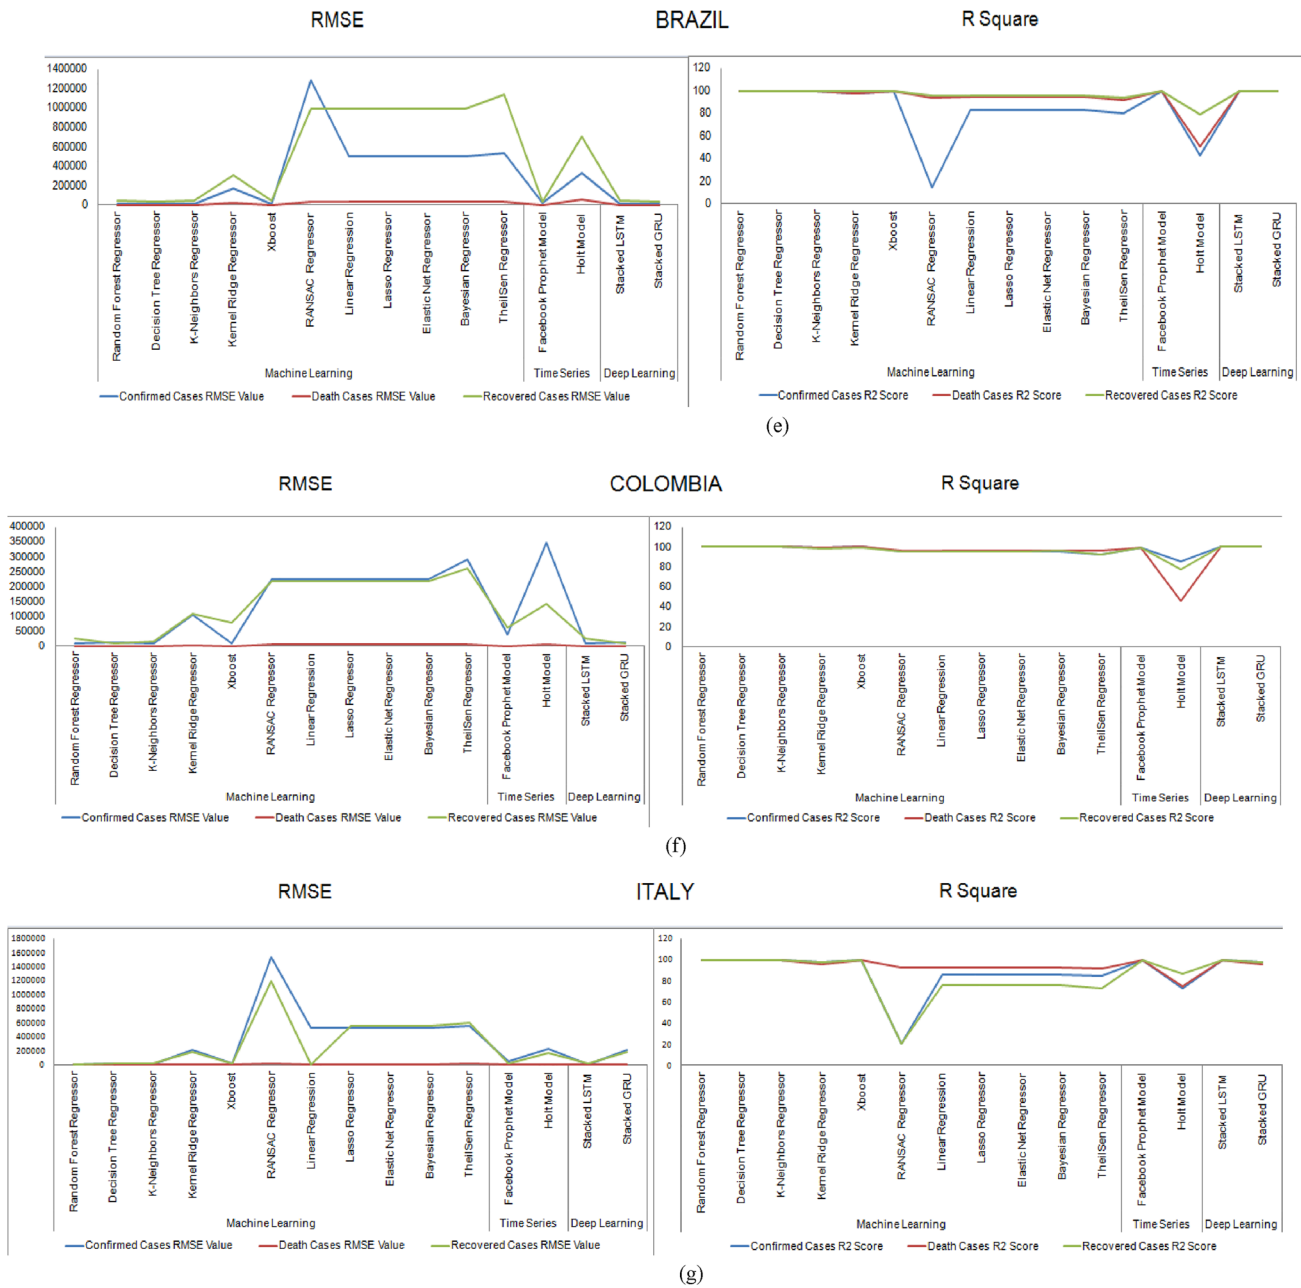 RMSE BRAZIL R Square
1400000
1200000
1000000
800000
600000
400000
200000
0
Random Forest Regressor
Decision Tree Regressor
K-Neighbors Regressor
Kernel Ridge Regressor
Xboost
RANSAC Regressor
Linear Regression
Lasso Regressor
Elastic Net Regressor
Bayesian Regressor
TheilSen Regressor
Facebook Prophet Model
Holt Model
Stacked LSTM
Stacked GRU
Machine Learning Time Series Deep Learning
Confirmed Cases RMSE Value Death Cases RMSE Value Recovered Cases RMSE Value
120
100
80
60
40
20
0
Random Forest Regressor
Decision Tree Regressor
K-Neighbors Regressor
Kernel Ridge Regressor
Xboost
RANSAC Regressor
Linear Regression
Lasso Regressor
Elastic Net Regressor
Bayesian Regressor
TheilSen Regression
Facebook Prophet Model
Holt Model
Stacked LSTM
Stacked GRU
Machine Learning Time Series Deep Learning
Confirmed Cases R2 Score Death Cases R2 Score Recovered Cases R2 Score
(e)
RMSE COLOMBIA R Square
400000
350000
300000
250000
200000
150000
100000
50000
0
Random Forest Regressor
Decision Tree Regressor
K-Neighbors Regressor
Kernel Ridge Regressor
Xboost
RANSAC Regressor
Linear Regression
Lasso Regressor
Elastic Net Regressor
Bayesian Regressor
TheilSen Regressor
Facebook Prophet Model
Holt Model
Stacked LSTM
Stacked GRU
Machine Learning Time Series Deep Learning
Confirmed Cases RMSE Value Death Cases RMSE Value Recovered Cases RMSE Value
120
100
80
60
40
20
0
Random Forest Regressor
Decision Tree Regressor
K-Neighbors Regressor
Kernel Ridge Regressor
Xboost
RANSAC Regressor
Linear Regression
Lasso Regressor
Elastic Net Regressor
Bayesian Regressor
TheilSen Regressor
Facebook Prophet Model
Holt Model
Stacked LSTM
Stacked GRU
Machine Learning Time Series Deep Learning
Confirmed Cases R2 Score Death Cases R2 Score Recovered Cases R2 Score
(f)
RMSE ITALY R Square
1800000
1600000
1400000
1200000
1000000
800000
600000
400000
200000
0
Random Forest Regressor
Decision Tree Regressor
K-Neighbors Regressor
Kernel Ridge Regressor
Xboost
RANSAC Regressor
Linear Regression
Lasso Regressor
Elastic Net Regressor
Bayesian Regressor
TheilSen Regressor
Facebook Prophet Model
Holt Model
Stacked LSTM
Stacked GRU
Machine Learning Time Series Deep Learning
Confirmed Cases RMSE Value Death Cases RMSE Value Recovered Cases RMSE Value
120
100
80
60
40
20
0
Random Forest Regressor
Decision Tree Regressor
K-Neighbors Regressor
Kernel Ridge Regressor
Xboost
RANSAC Regressor
Linear Regression
Lasso Regressor
Elastic Net Regressor
Bayesian Regressor
TheilSen Regressor
Facebook Prophet Model
Holt Model
Stacked LSTM
Stacked GRU
Machine Learning Time Series Deep Learning
Confirmed Cases R2 Score Death Cases R2 Score Recovered Cases R2 Score
(g)